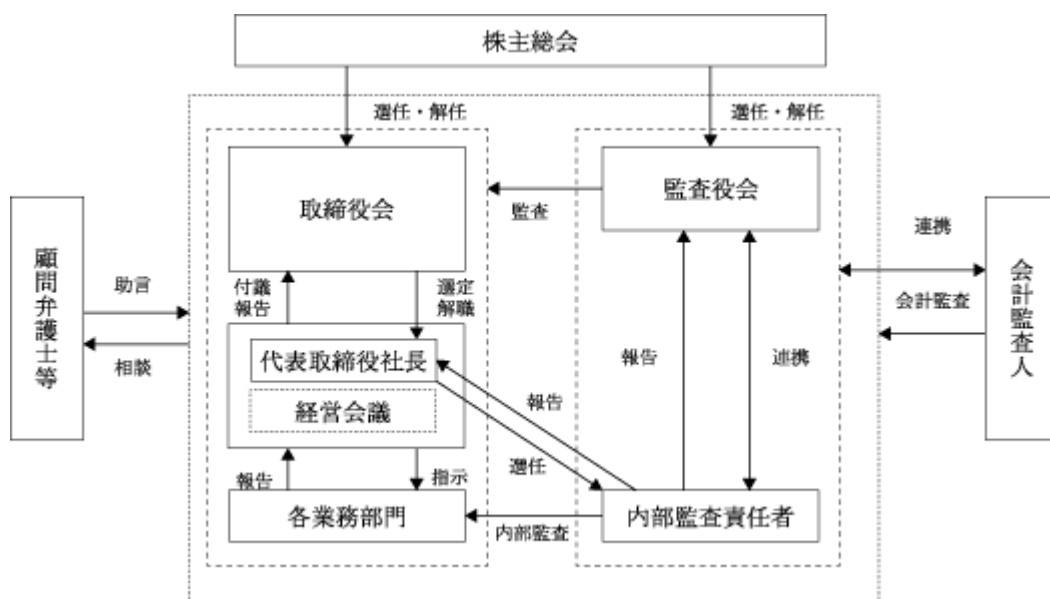 株主総会
選任・解任
選任・解任
取締役会
監査役会
監査
連携
会計監査
会計監査人
顧問弁護士等
助言
相談
付議
報告
選定
解職
代表取締役社長
経営会議
報告
選任
報告
連携
報告
指示
各業務部門
内部監査
内部監査責任者